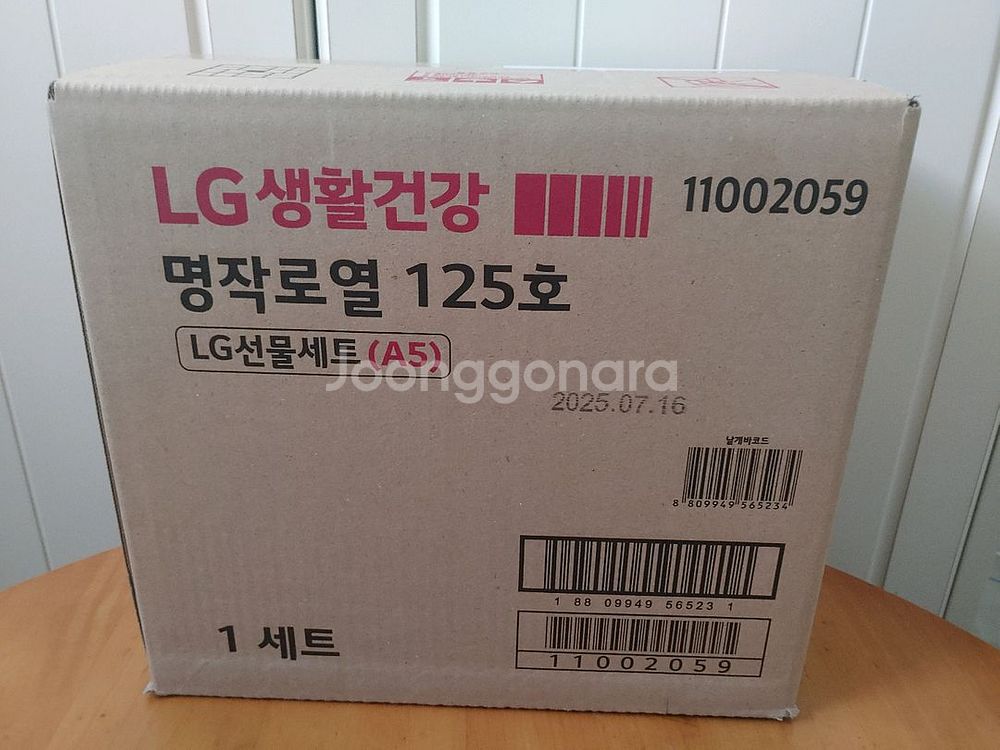 LG생활건강 11002059
명작로열 125호
LG선물세트(A5)
Joonggonara
2025.07.16
낱개바코드
8 809949 565234
1 88 09949 56523 1
1 세트
11002059